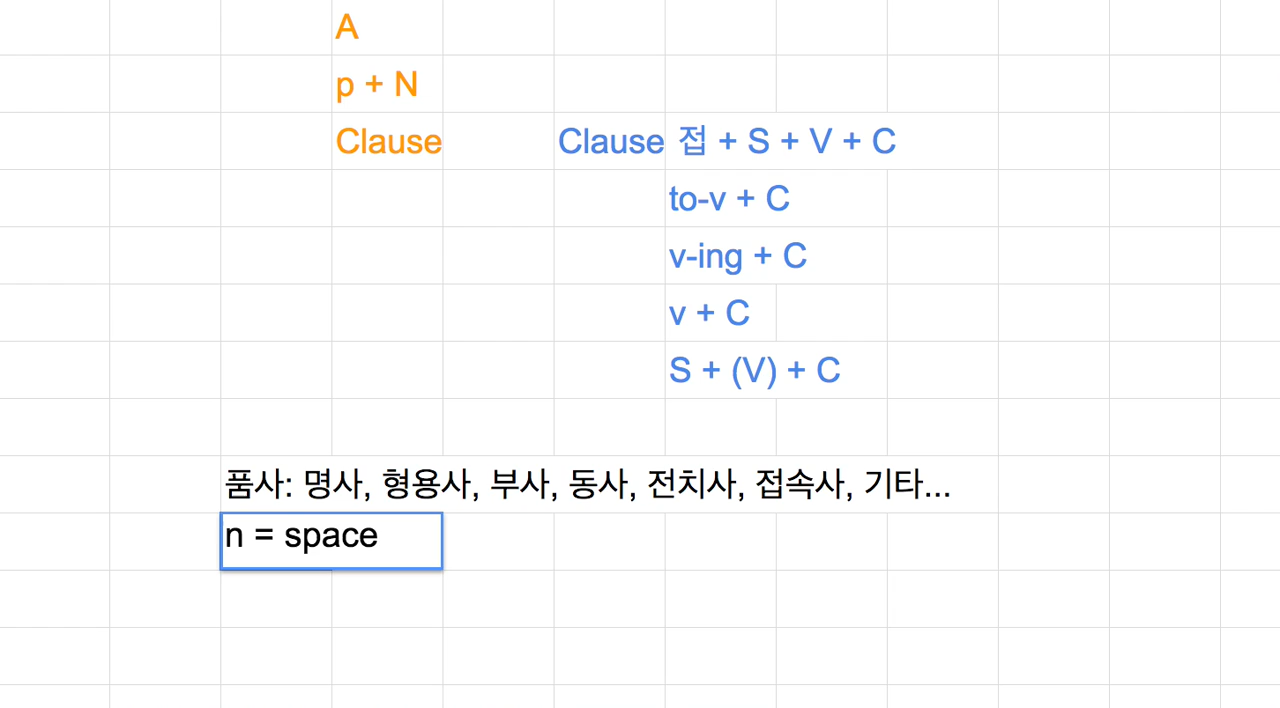 A
p + N
Clause
Clause 접 + S + V + C
to-v + C
v-ing + C
v + C
S + (V) + C
품사: 명사, 형용사, 부사, 동사, 전치사, 접속사, 기타...
n = space